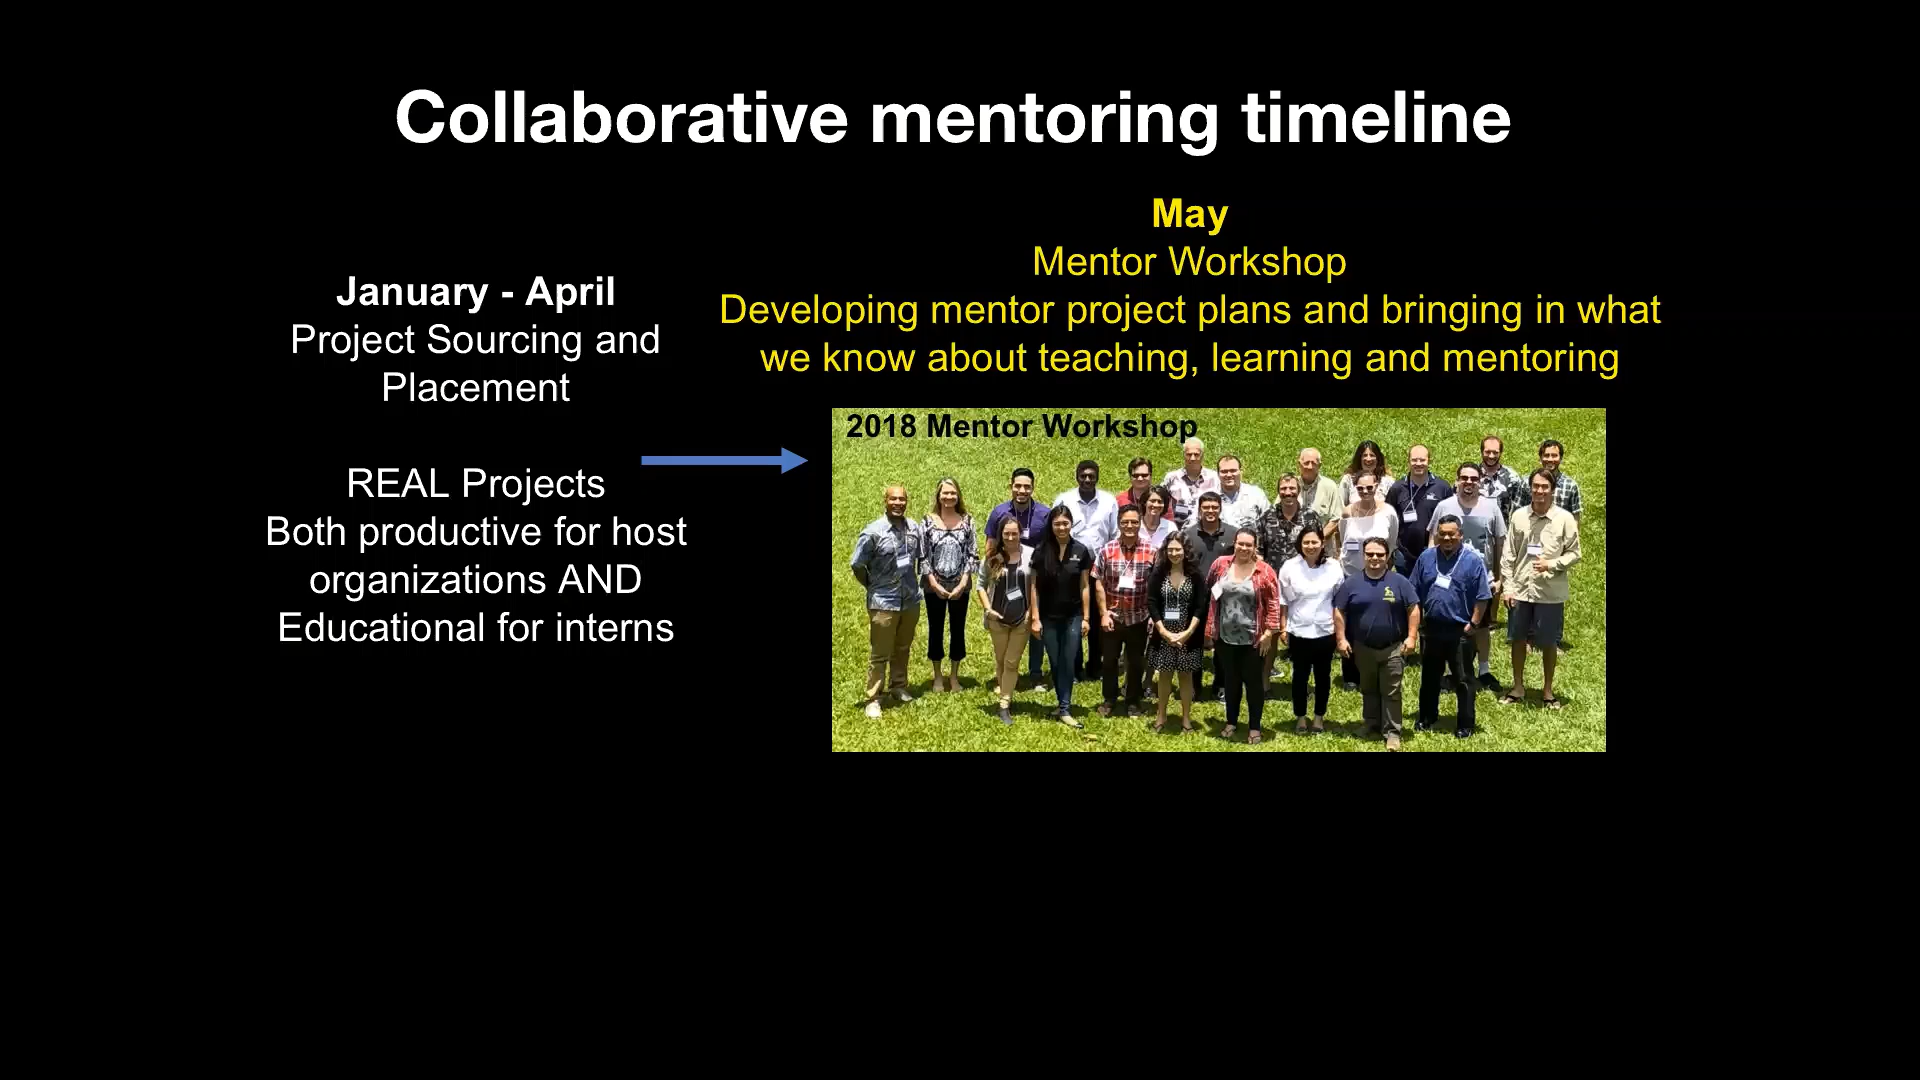 Collaborative mentoring timeline
January - April
Project Sourcing and
Placement
REAL Projects
Both productive for host
organizations AND
Educational for interns
May
Mentor Workshop
Developing mentor project plans and bringing in what
we know about teaching, learning and mentoring
2018 Mentor Workshop